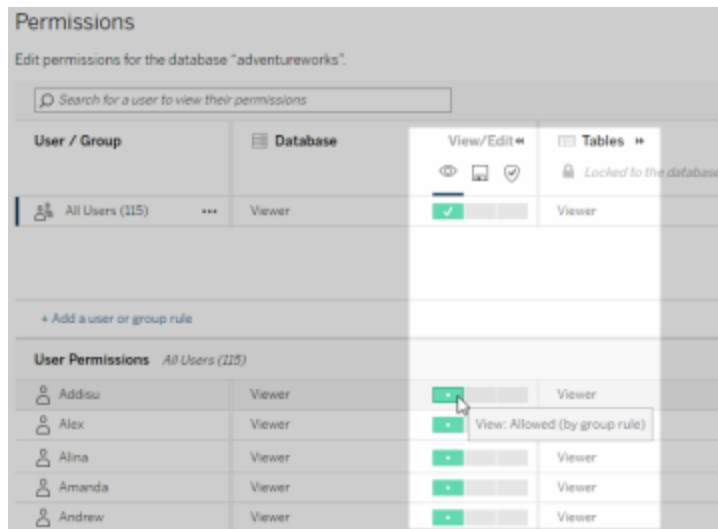 Permissions
Edit permissions for the database "adventureworks".
Search for a user to view their permissions
User / Group Database View/Edit Tables
Locked to the database
All Users (115) ••• Viewer Viewer
+ Add a user or group rule
User Permissions All Users (115)
Addisu Viewer Viewer
Alex Viewer View: Allowed (by group rule)
Alina Viewer Viewer
Amanda Viewer Viewer
Andrew Viewer Viewer